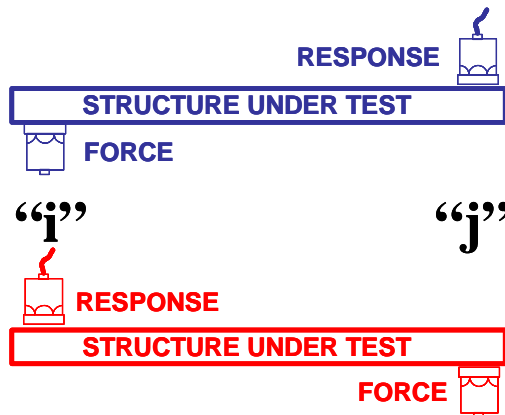 RESPONSE
STRUCTURE UNDER TEST
FORCE
“i” “j”
RESPONSE
STRUCTURE UNDER TEST
FORCE